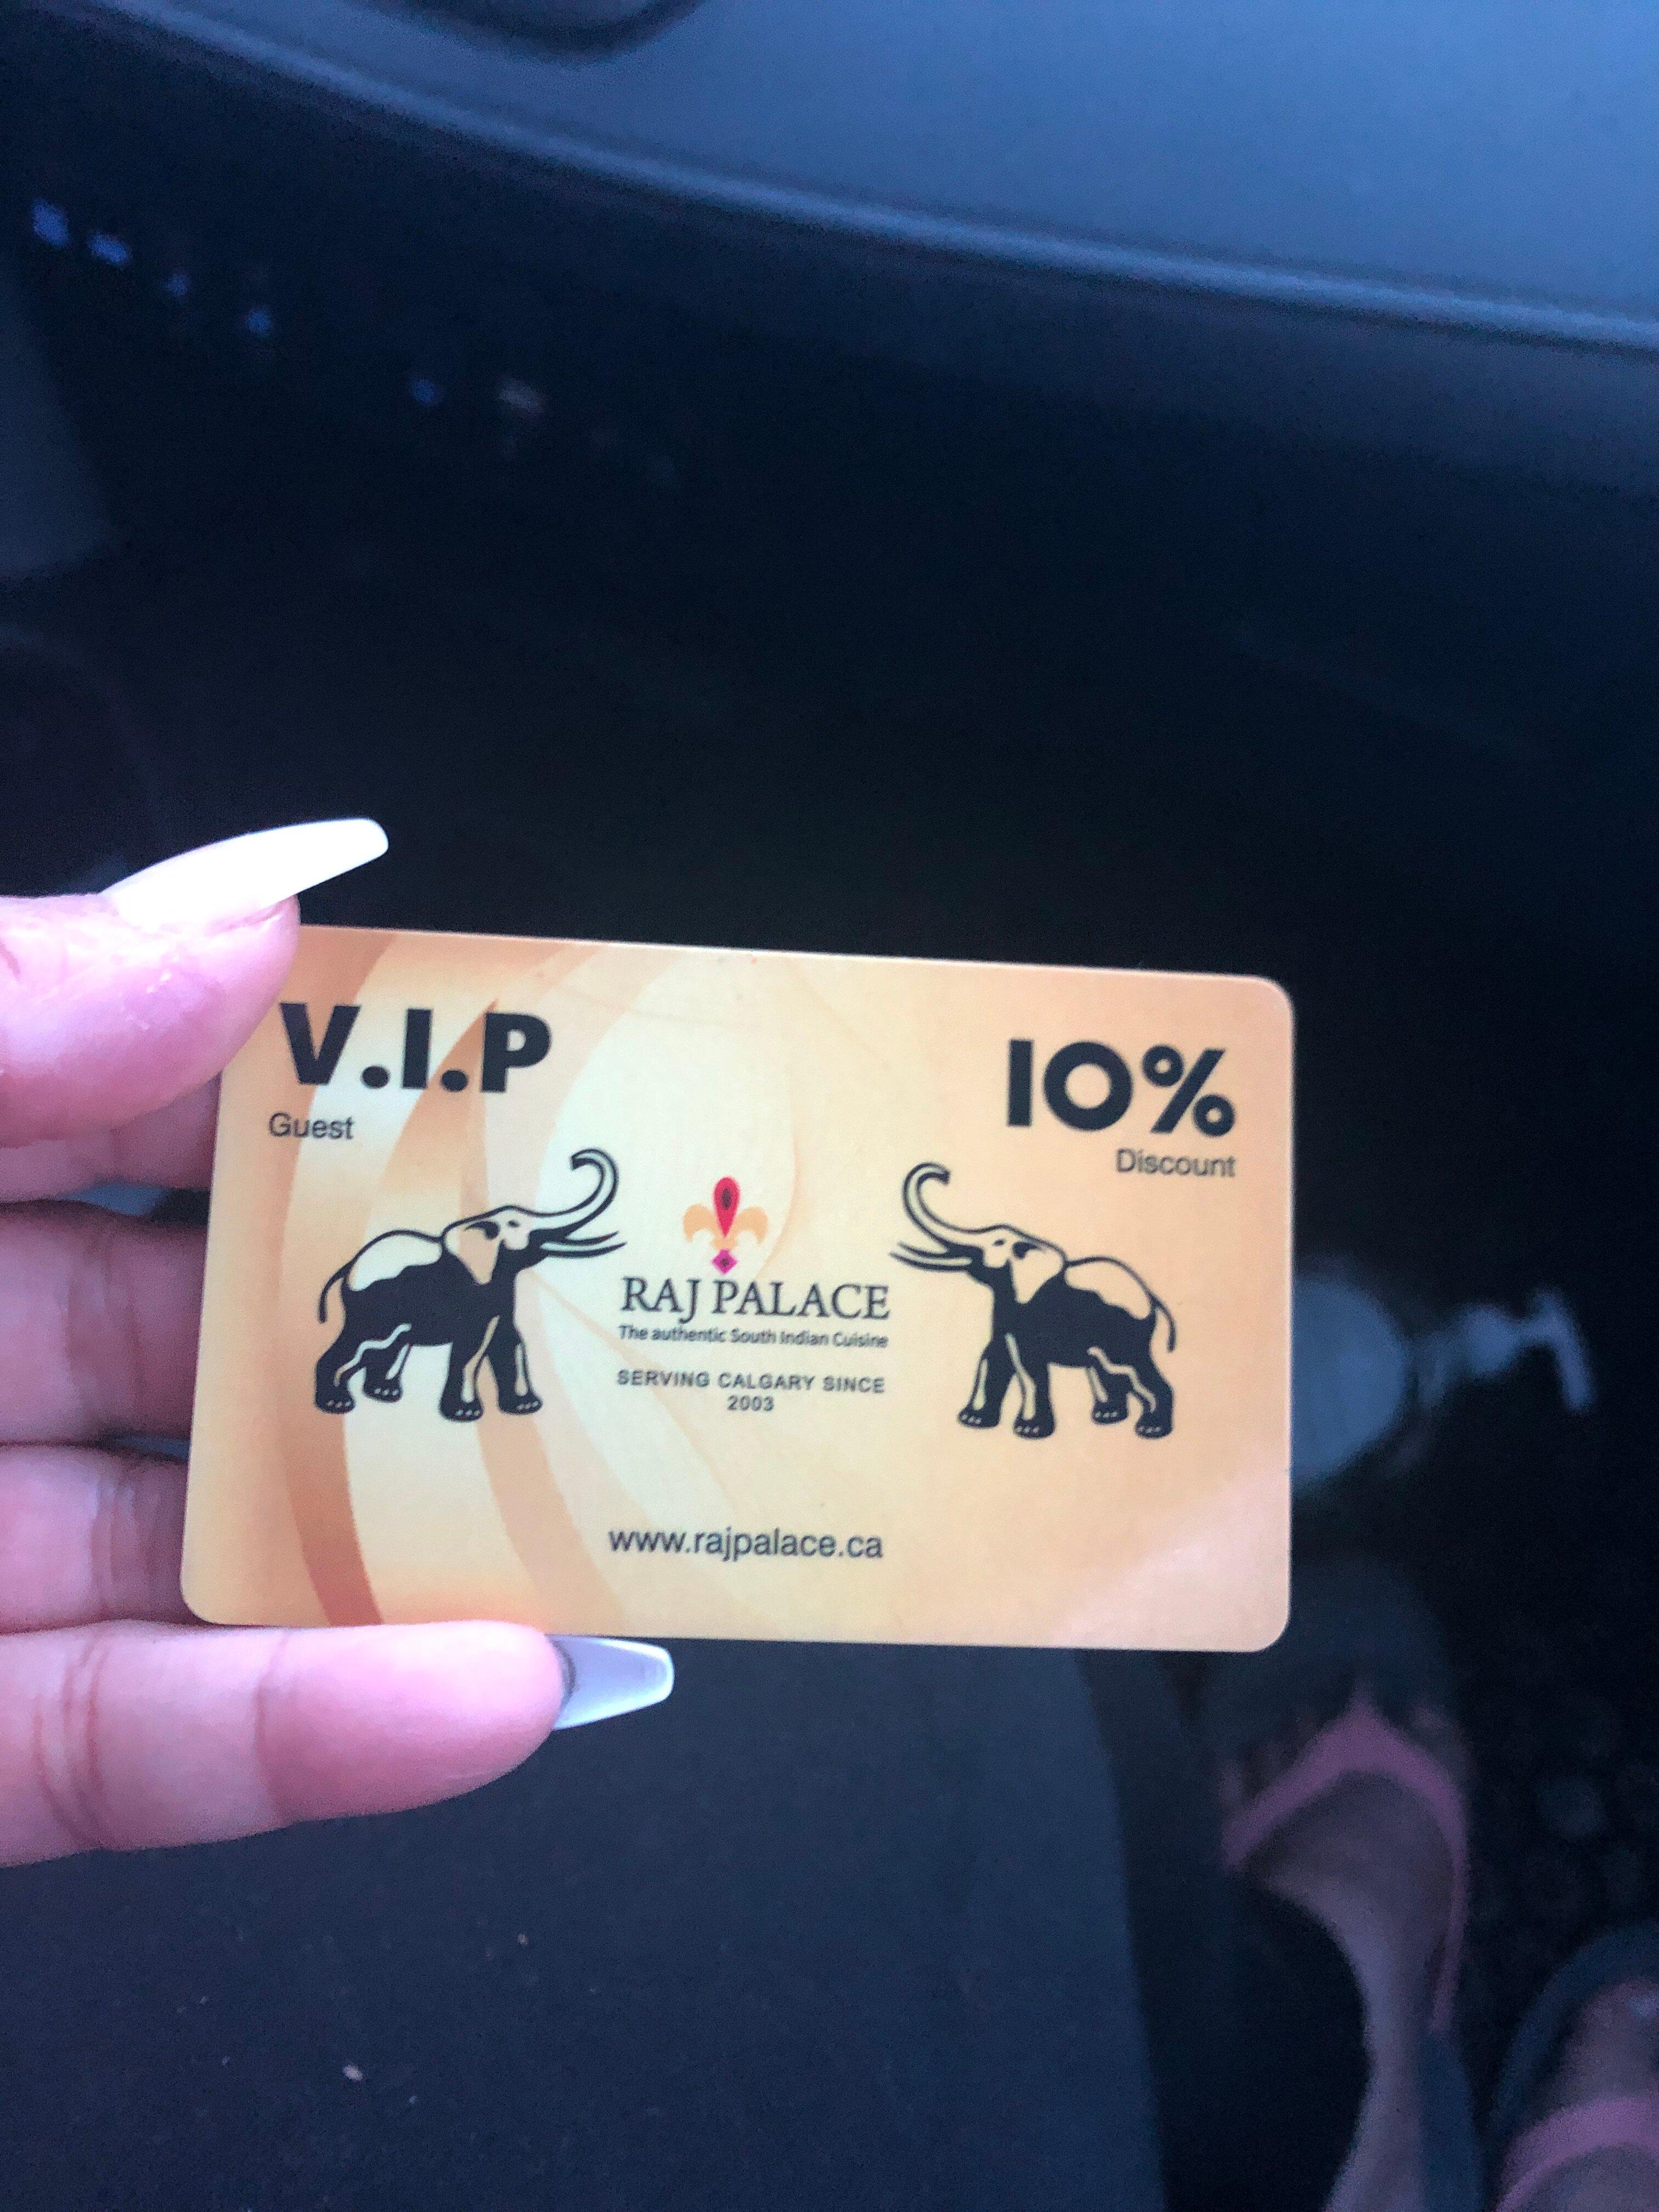 V.I.P
Guest
10%
Discount
RAJ PALACE
The authentic South Indian Cuisine
SERVING CALGARY SINCE
2003
www.rajpalace.ca